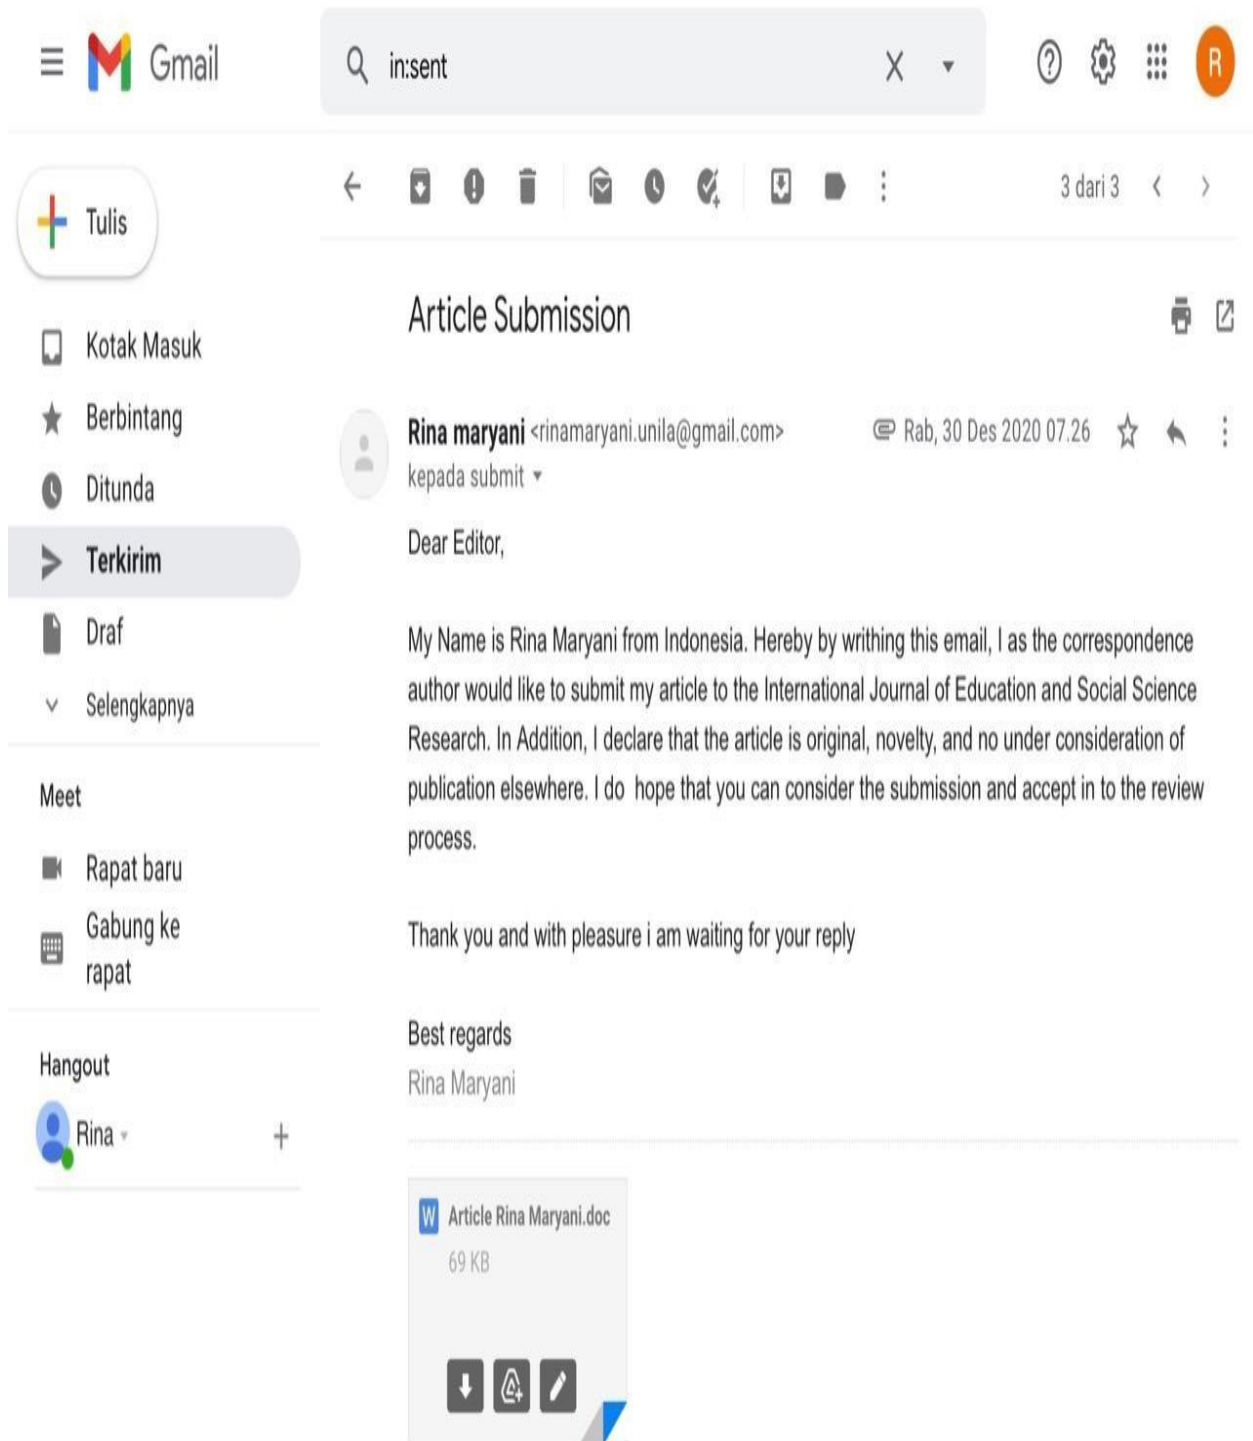 Gmail
in:sent
R
Tulis
3 dari 3
Kotak Masuk
Berbintang
Ditunda
Terkirim
Draf
Selengkapnya
Meet
Rapat baru
Gabung ke
rapat
Hangout
Rina
Article Submission
Rina maryani <rinamaryani.unila@gmail.com>
Rab, 30 Des 2020 07.26
kepada submit
Dear Editor,
My Name is Rina Maryani from Indonesia. Hereby by writhing this email, I as the correspondence
author would like to submit my article to the International Journal of Education and Social Science
Research. In Addition, I declare that the article is original, novelty, and no under consideration of
publication elsewhere. I do  hope that you can consider the submission and accept in to the review
process.
Thank you and with pleasure i am waiting for your reply
Best regards
Rina Maryani
W Article Rina Maryani.doc
69 KB